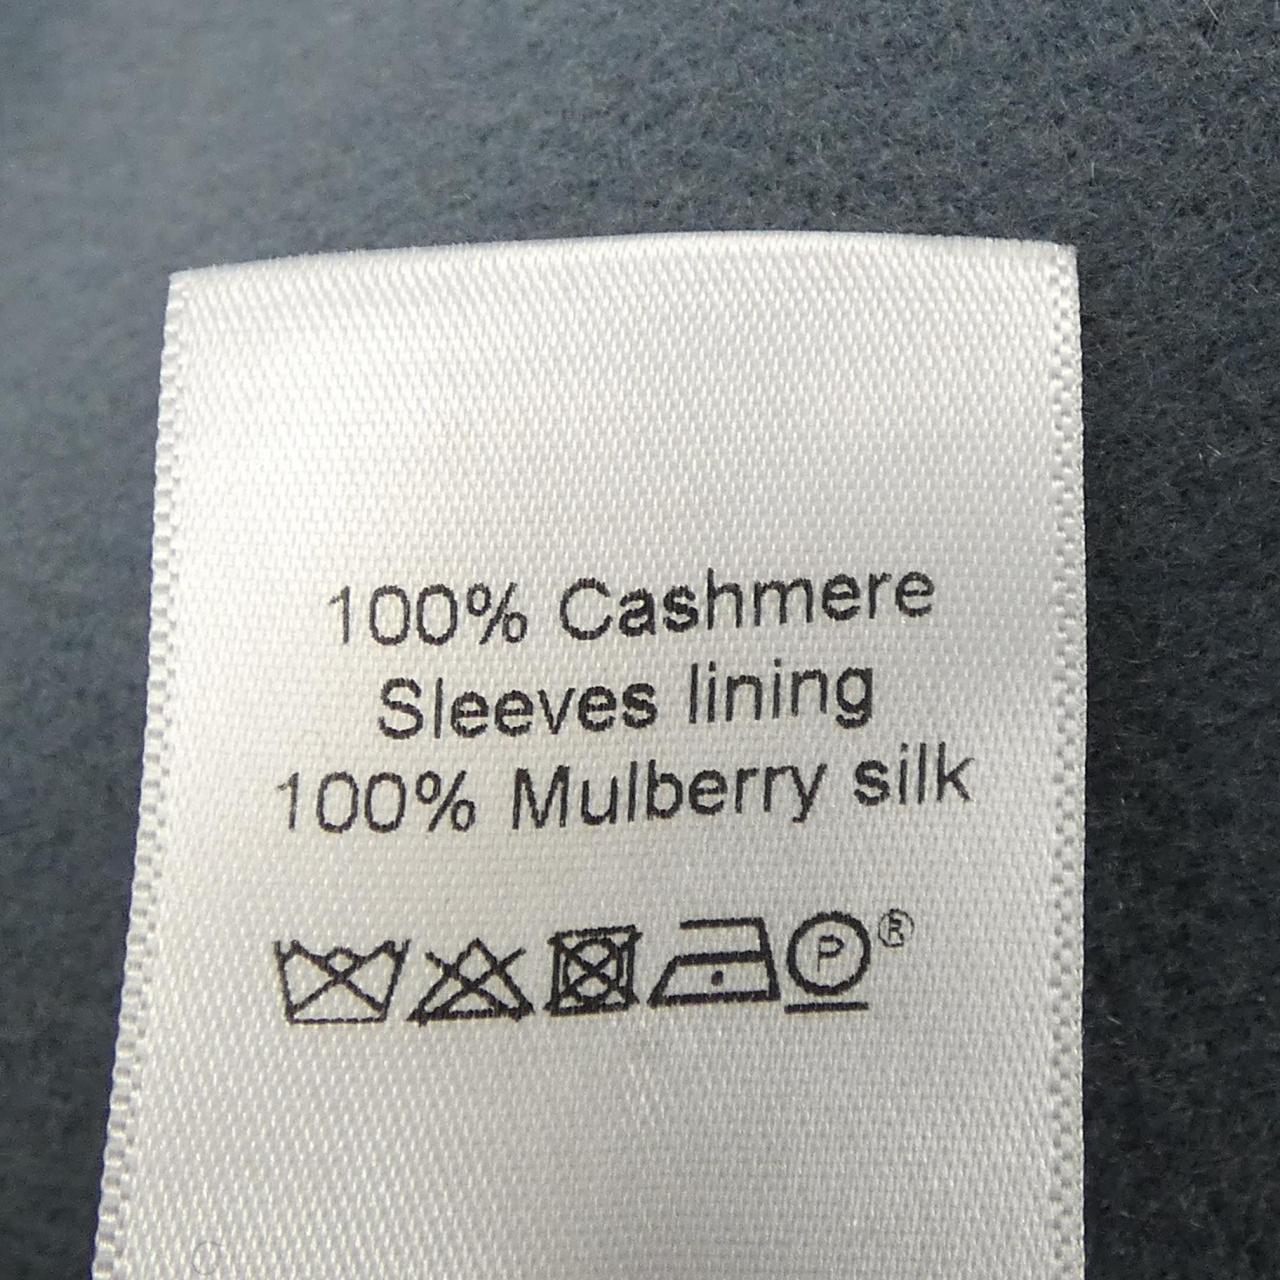 100% Cashmere
Sleeves lining
100% Mulberry silk
P ®